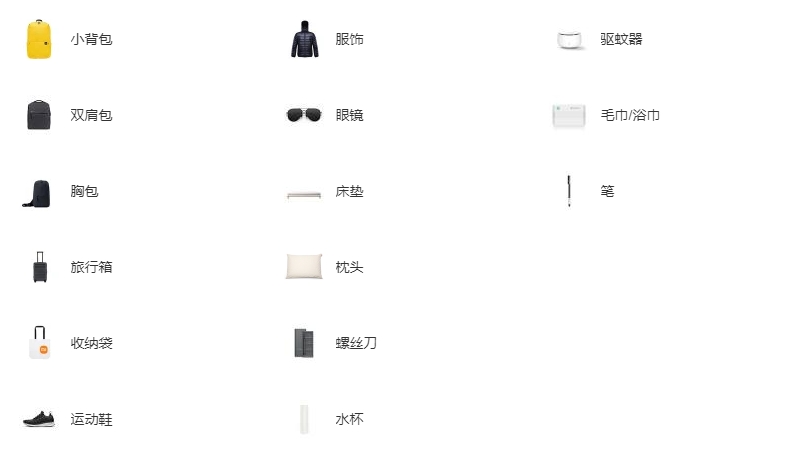 小背包
服饰
驱蚊器
双肩包
眼镜
毛巾/浴巾
胸包
床垫
笔
旅行箱
枕头
收纳袋
螺丝刀
运动鞋
水杯